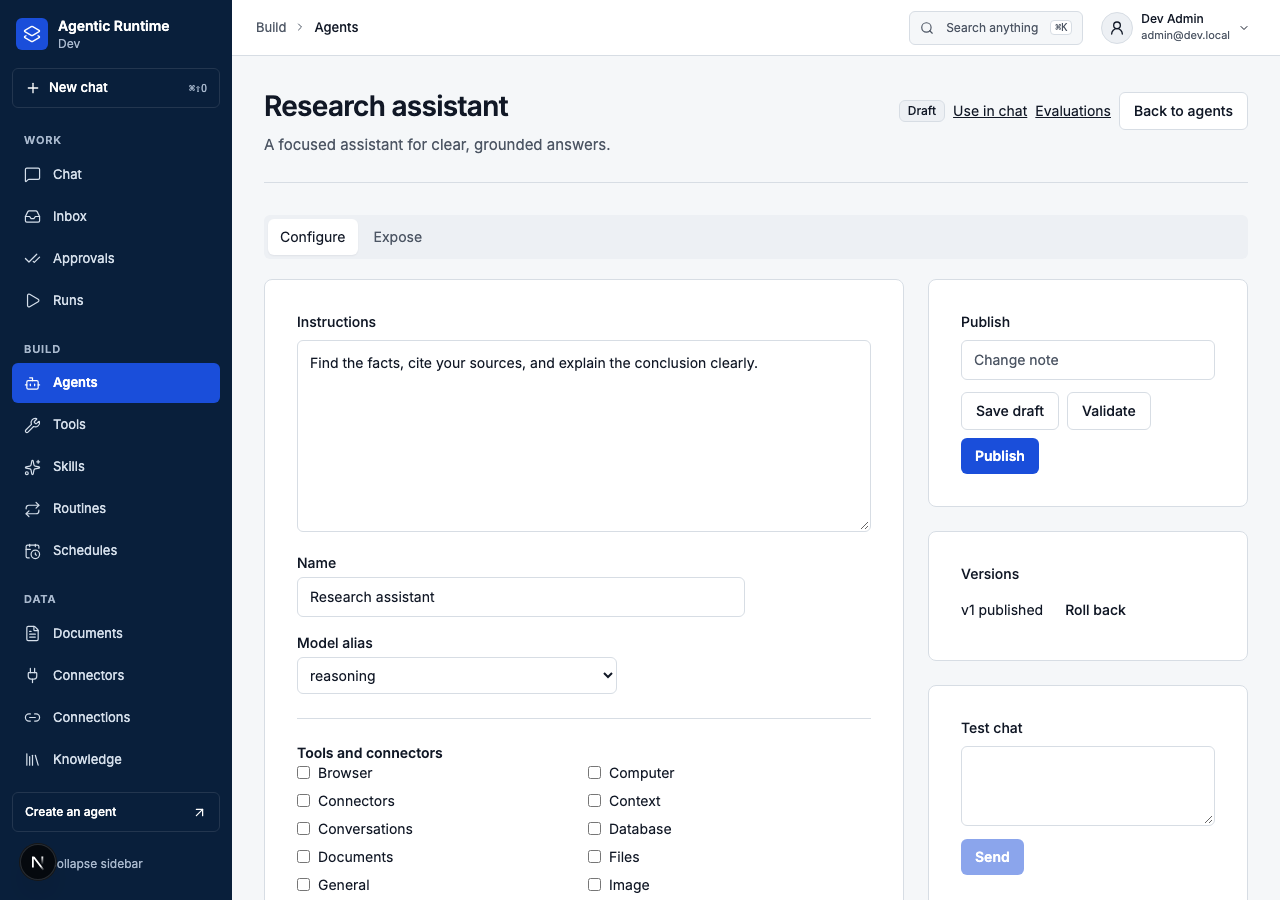 Agentic Runtime
Dev
New chat
⌘⇧O
WORK
Chat
Inbox
Approvals
Runs
BUILD
Agents
Tools
Skills
Routines
Schedules
DATA
Documents
Connectors
Connections
Knowledge
Create an agent
N
ollapse sidebar
Build
Agents
Search anything
⌘K
Dev Admin
admin@dev.local
Research assistant
A focused assistant for clear, grounded answers.
Draft
Use in chat
Evaluations
Back to agents
Configure
Expose
Instructions
Find the facts, cite your sources, and explain the conclusion clearly.
Name
Research assistant
Model alias
reasoning
Tools and connectors
Browser
Computer
Connectors
Context
Conversations
Database
Documents
Files
General
Image
Publish
Change note
Save draft
Validate
Publish
Versions
v1 published
Roll back
Test chat
Send